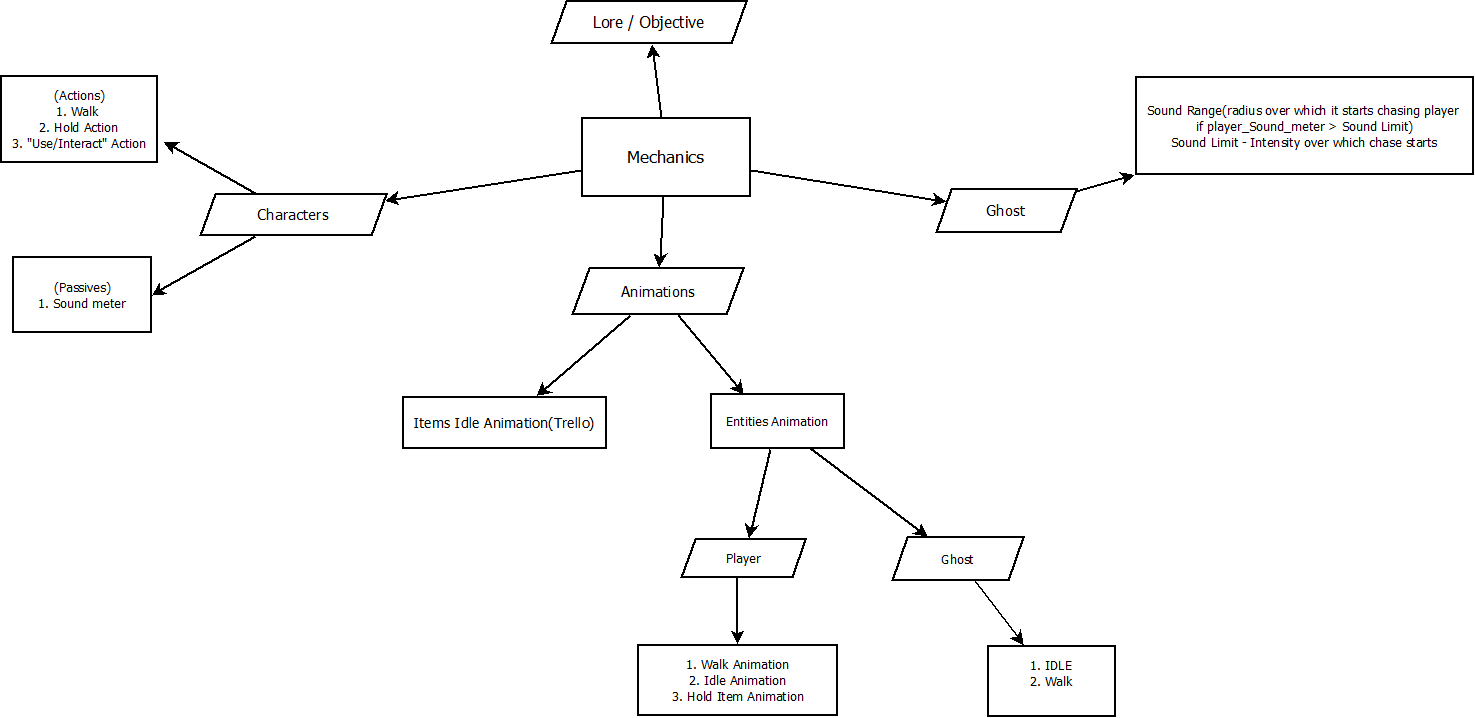 Lore / Objective
(Actions)
1. Walk
2. Hold Action
3. "Use/Interact" Action
Mechanics
Sound Range(radius over which it starts chasing player
if player_Sound_meter > Sound Limit)
Sound Limit - Intensity over which chase starts
Characters
Ghost
(Passives)
1. Sound meter
Animations
Items Idle Animation(Trello)
Entities Animation
Player
Ghost
1. Walk Animation
2. Idle Animation
3. Hold Item Animation
1. IDLE
2. Walk